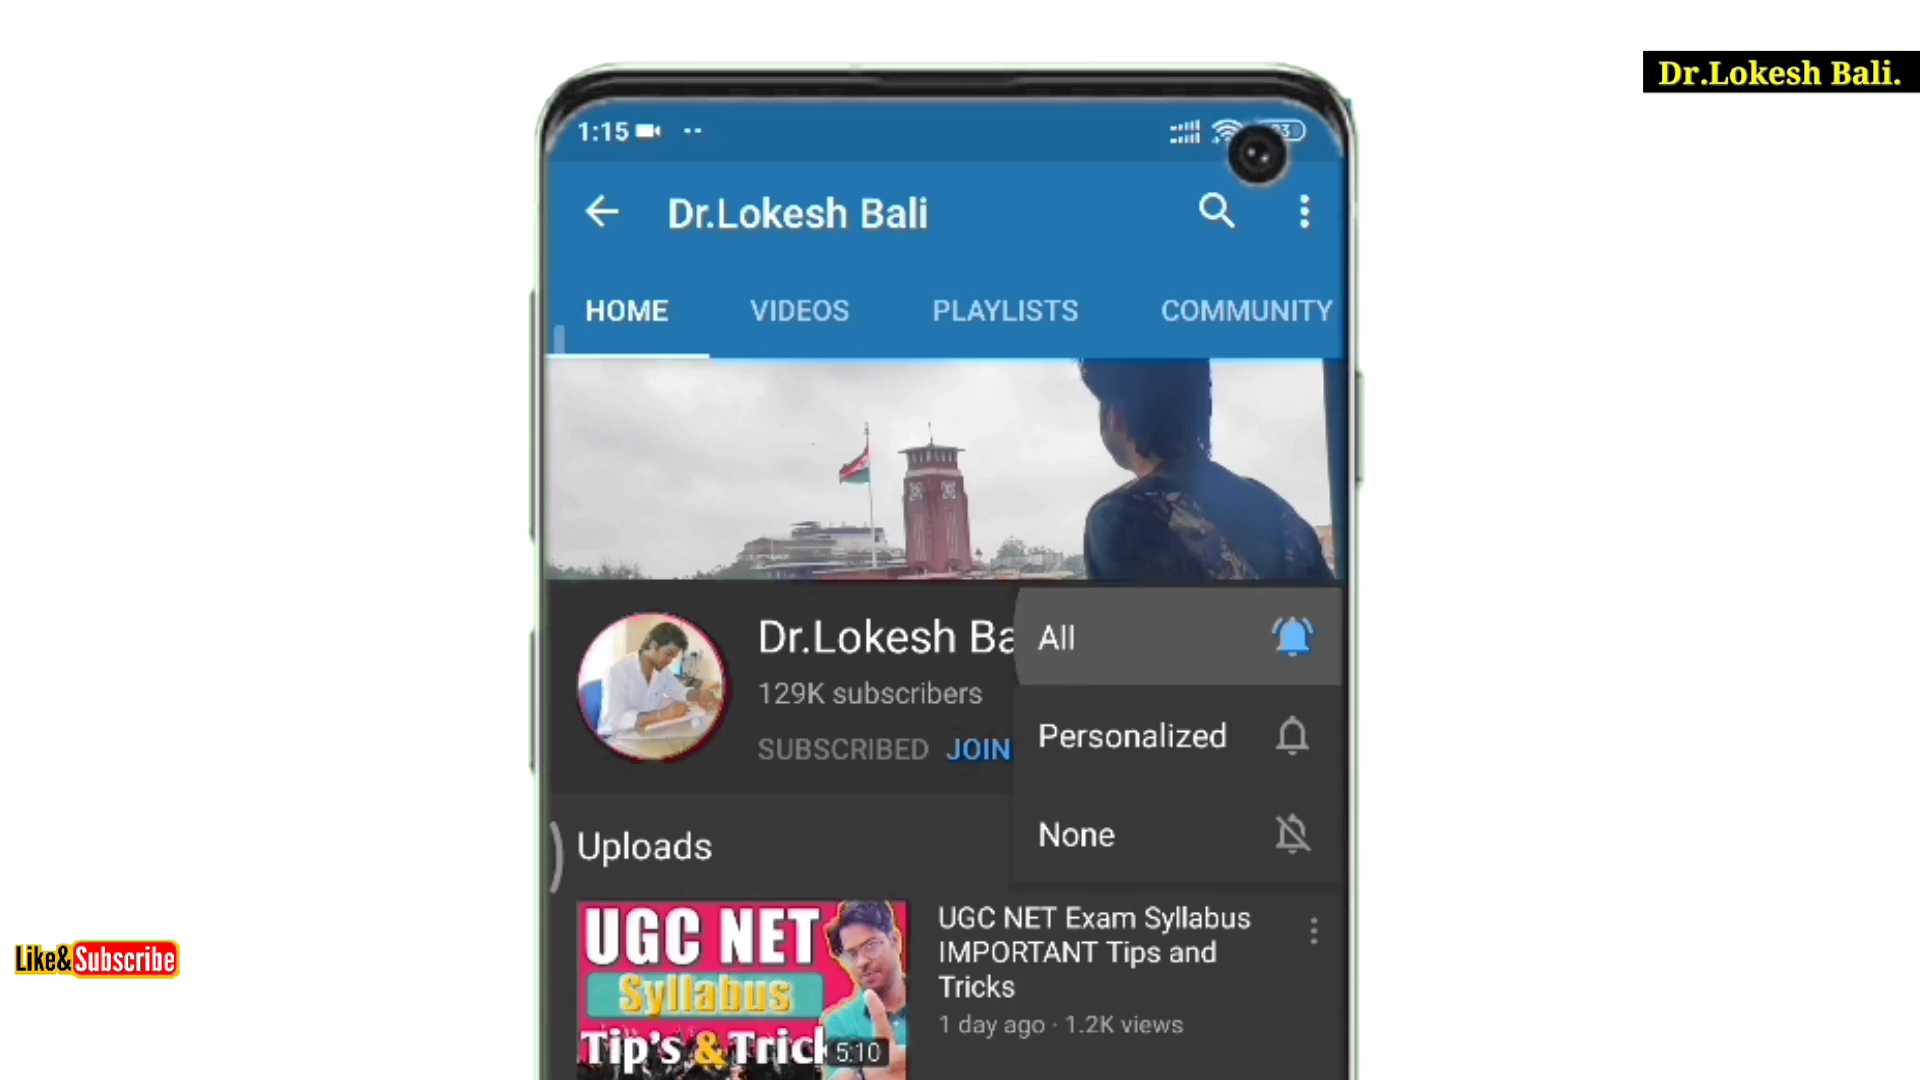 Dr.Lokesh Bali.
1:15
Dr.Lokesh Bali
HOME VIDEOS PLAYLISTS COMMUNITY
Dr.Lokesh Ba
129K subscribers
SUBSCRIBED JOIN
All
Personalized
None
Uploads
UGC NET
Syllabus
Tip's & Trick
5:10
UGC NET Exam Syllabus
IMPORTANT Tips and
Tricks
1 day ago · 1.2K views
Like&Subscribe